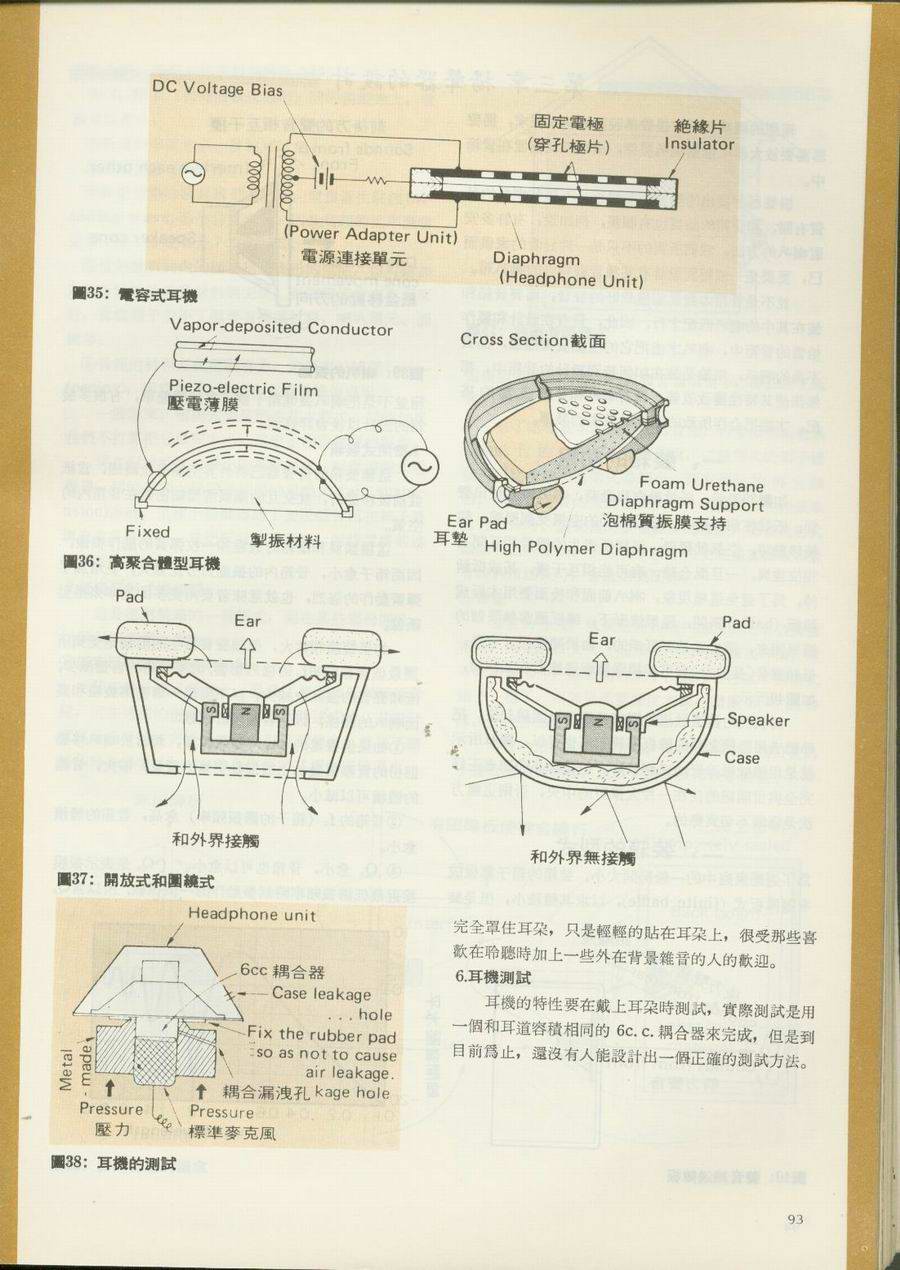 DC Voltage Bias
固定電極
(穿孔極片)
絶緣片
Insulator
(Power Adapter Unit)
電源連接單元
Diaphragm
(Headphone Unit)
圖35：電容式耳機
Vapor-deposited Conductor
Piezo-electric Film
壓電薄膜
Fixed
製振材料
Cross Section截面
Foam Urethane
Diaphragm Support
泡棉質振膜支持
Ear Pad
耳墊
High Polymer Diaphragm
圖36：高聚合體型耳機
Pad
Ear
和外界接觸
Ear
Pad
S
N
S
S
N
S
Speaker
Case
和外界無接觸
圖37：開放式和圍繞式
Headphone unit
6cc 耦合器
Case leakage
...hole
Fix the rubber pad
so as not to cause
air leakage.
Metal
-made
耦合漏洩孔 kage hole
Pressure
壓力
Pressure
標準麥克風
圖38：耳機的測試
完全罩住耳朶，只是輕輕的貼在耳朶上，很受那些喜
歡在聆聽時加上一些外在背景雜音的人的歡迎。
6.耳機測試
耳機的特性要在戴上耳朶時測試，實際測試是用
一個和耳道容積相同的 6c.c.耦合器來完成，但是到
目前爲止，還沒有人能設計出一個正確的測試方法。
93